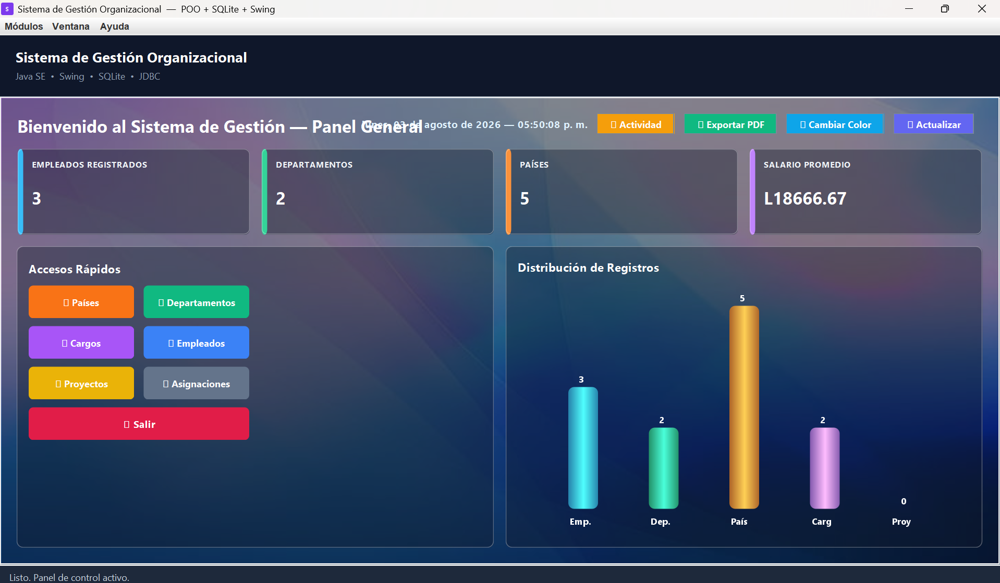 S
Sistema de Gestión Organizacional — POO + SQLite + Swing
Módulos Ventana Ayuda
Sistema de Gestión Organizacional
Java SE • Swing • SQLite • JDBC
Bienvenido al Sistema de Gestión — Panel General
03 de agosto de 2026 — 05:50:08 p. m.
Actividad
Exportar PDF
Cambiar Color
Actualizar
EMPLEADOS REGISTRADOS
3
DEPARTAMENTOS
2
PAÍSES
5
SALARIO PROMEDIO
L18666.67
Accesos Rápidos
Países
Departamentos
Cargos
Empleados
Proyectos
Asignaciones
Salir
Distribución de Registros
3
2
5
2
0
Emp.
Dep.
País
Carg
Proy
Listo. Panel de control activo.